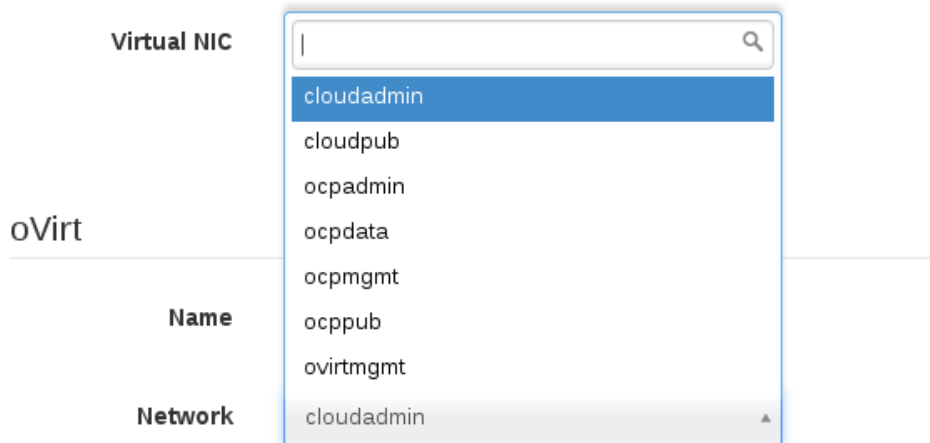 Virtual NIC
cloudadmin
cloudpub
ocpadmin
oVirt
ocpdata
ocpmgmt
Name
ocppub
ovirtmgmt
Network cloudadmin